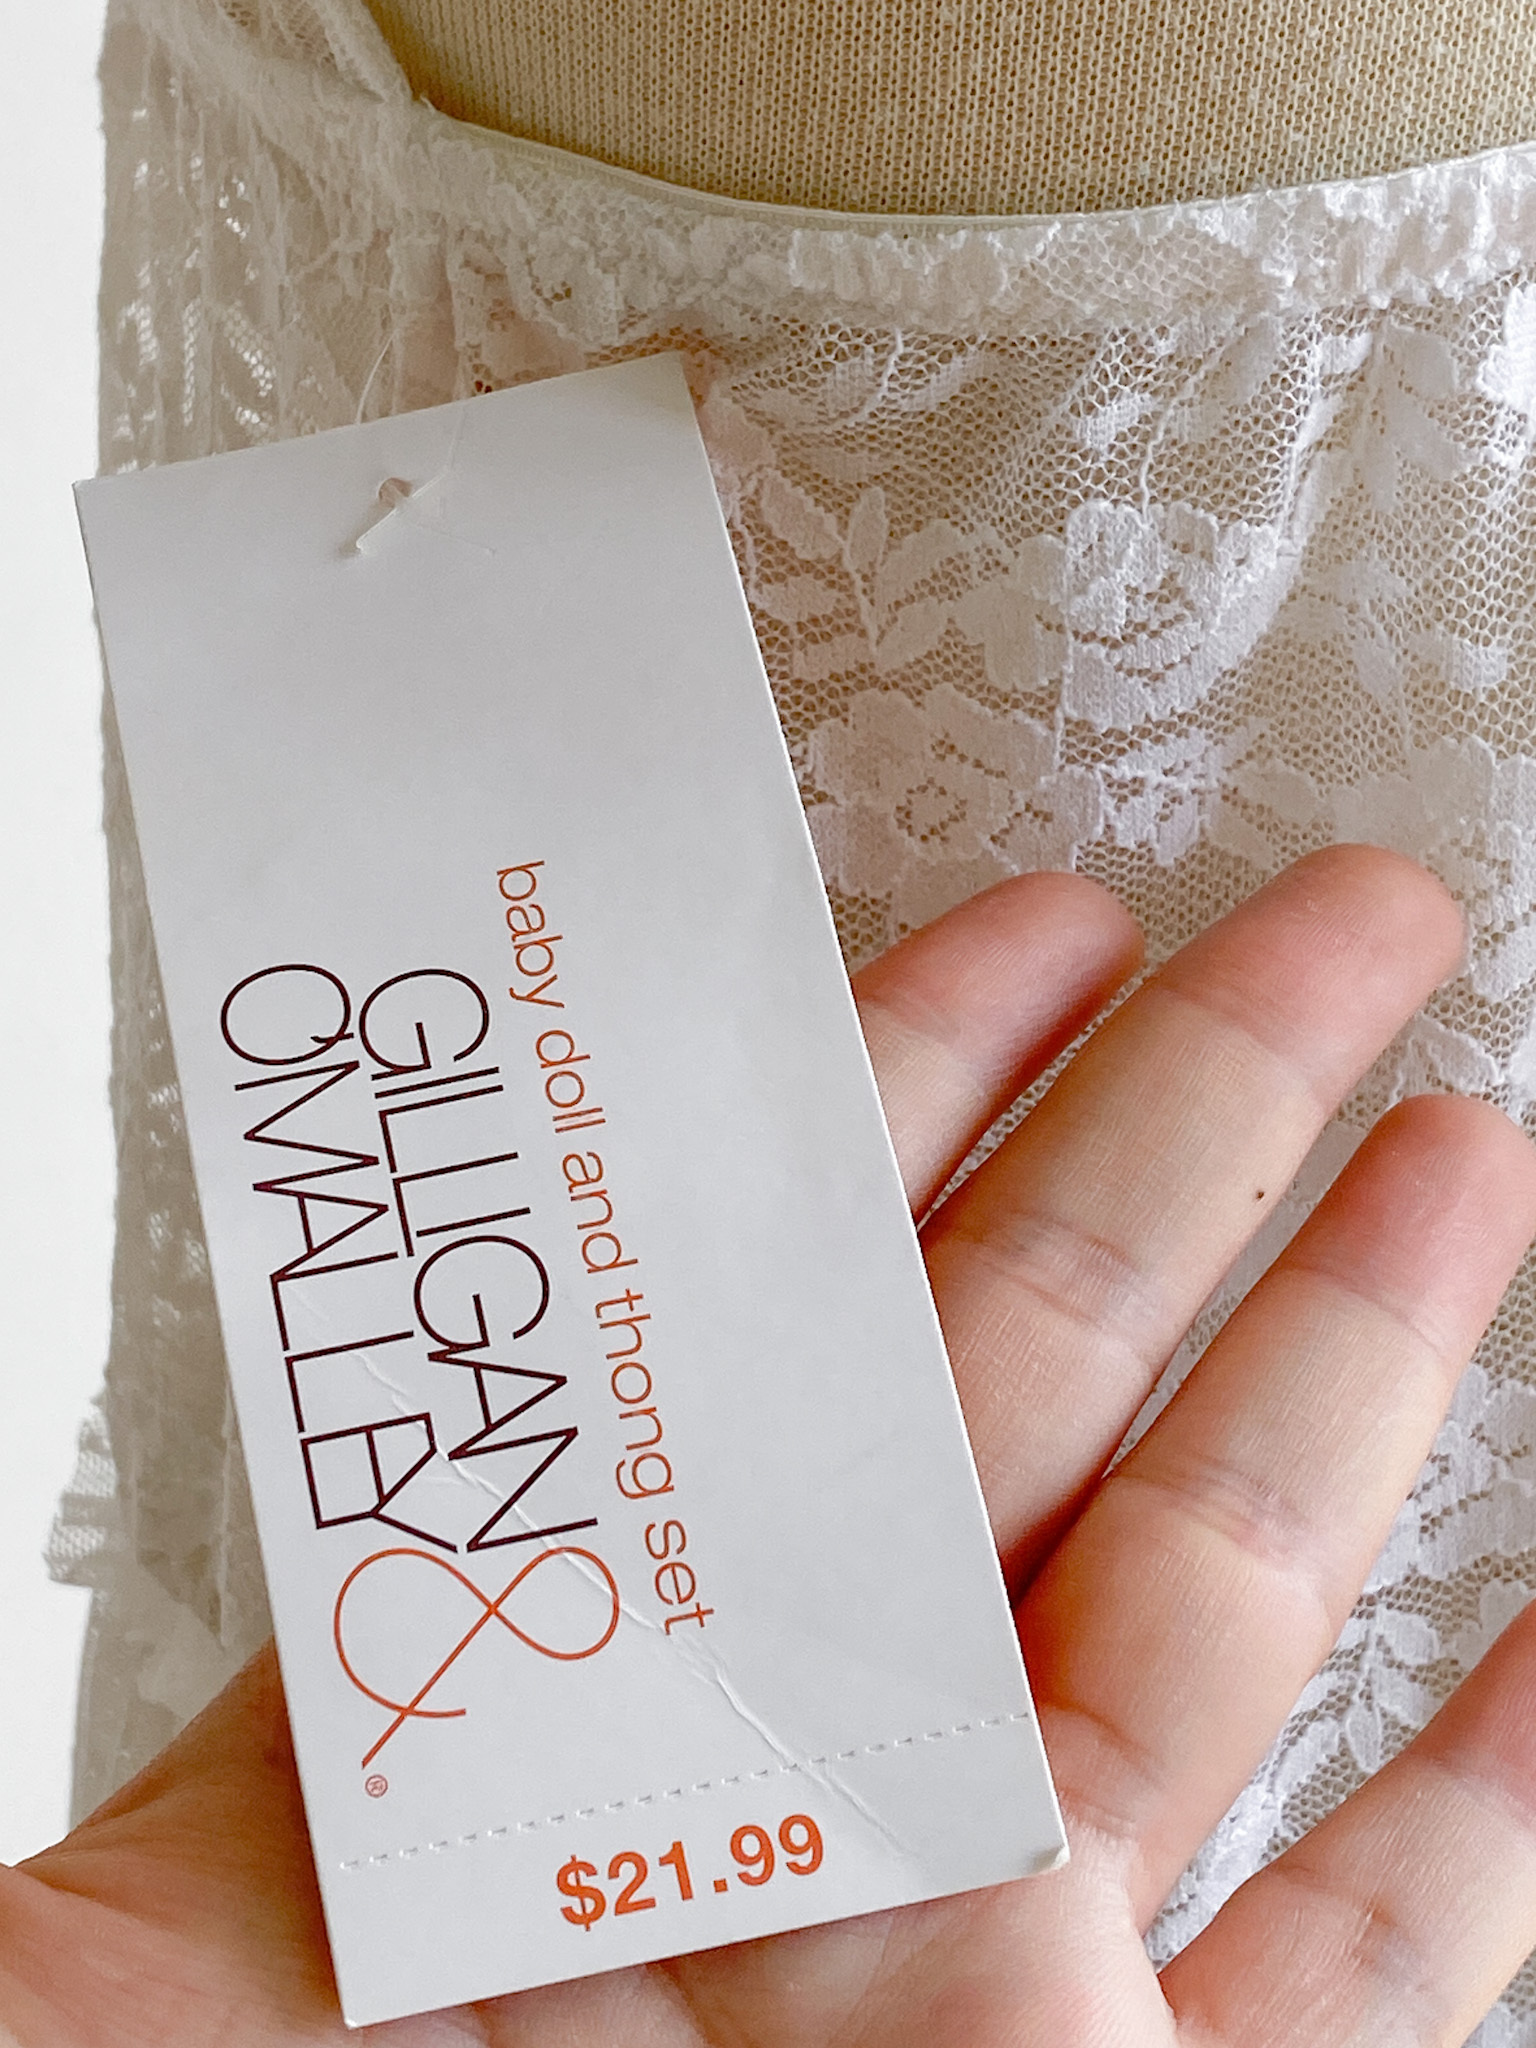 baby doll and thong set
GILLIGAN &
O'MALLEY
®
$21.99